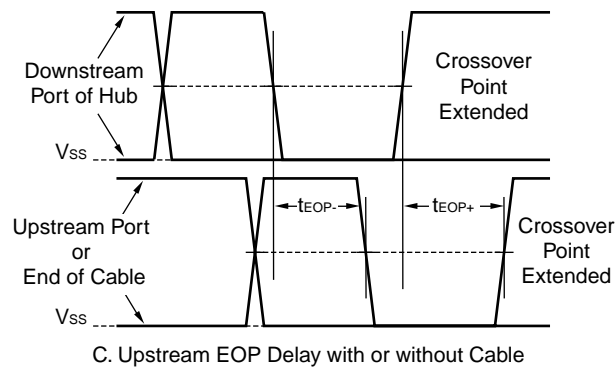 Downstream
Port of Hub
Crossover
Point
Extended
VSS
tEOP-
tEOP+
Upstream Port
or
End of Cable
Crossover
Point
Extended
VSS
C. Upstream EOP Delay with or without Cable